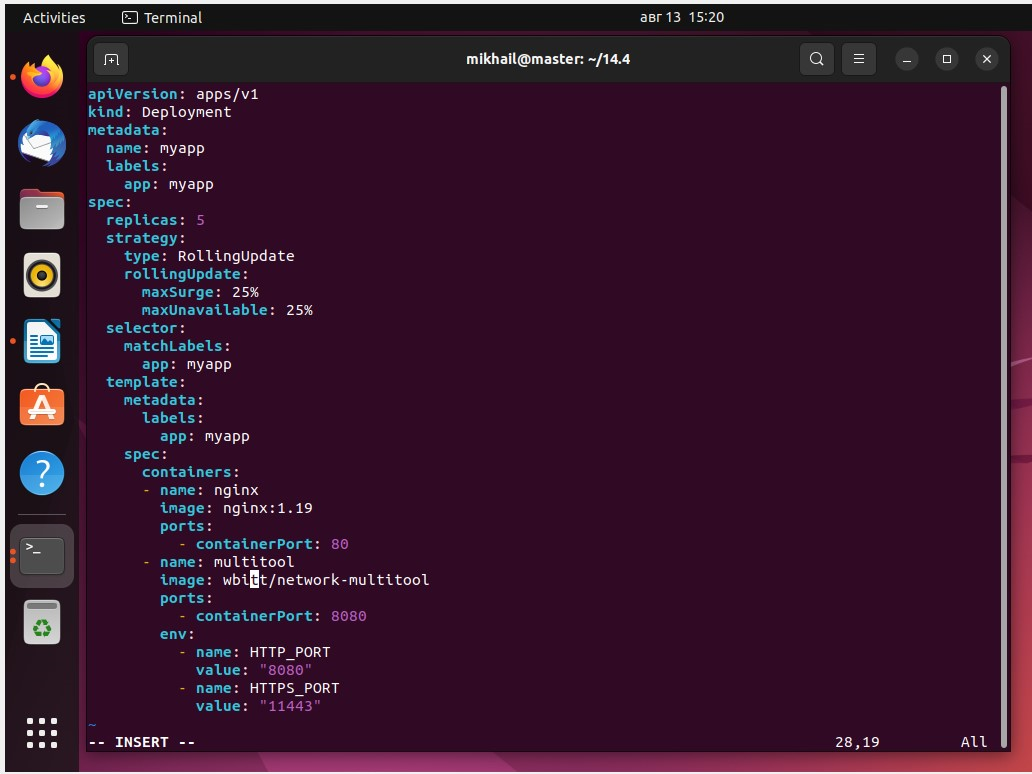 Activities Terminal авг 13 15:20
mikhail@master: ~/14.4
apiVersion: apps/v1
kind: Deployment
metadata:
  name: myapp
  labels:
    app: myapp
spec:
  replicas: 5
  strategy:
    type: RollingUpdate
    rollingUpdate:
      maxSurge: 25%
      maxUnavailable: 25%
  selector:
    matchLabels:
      app: myapp
  template:
    metadata:
      labels:
        app: myapp
    spec:
      containers:
      - name: nginx
        image: nginx:1.19
        ports:
          - containerPort: 80
      - name: multitool
        image: wbitt/network-multitool
        ports:
          - containerPort: 8080
        env:
          - name: HTTP_PORT
            value: "8080"
          - name: HTTPS_PORT
            value: "11443"
~
-- INSERT -- 28,19 All